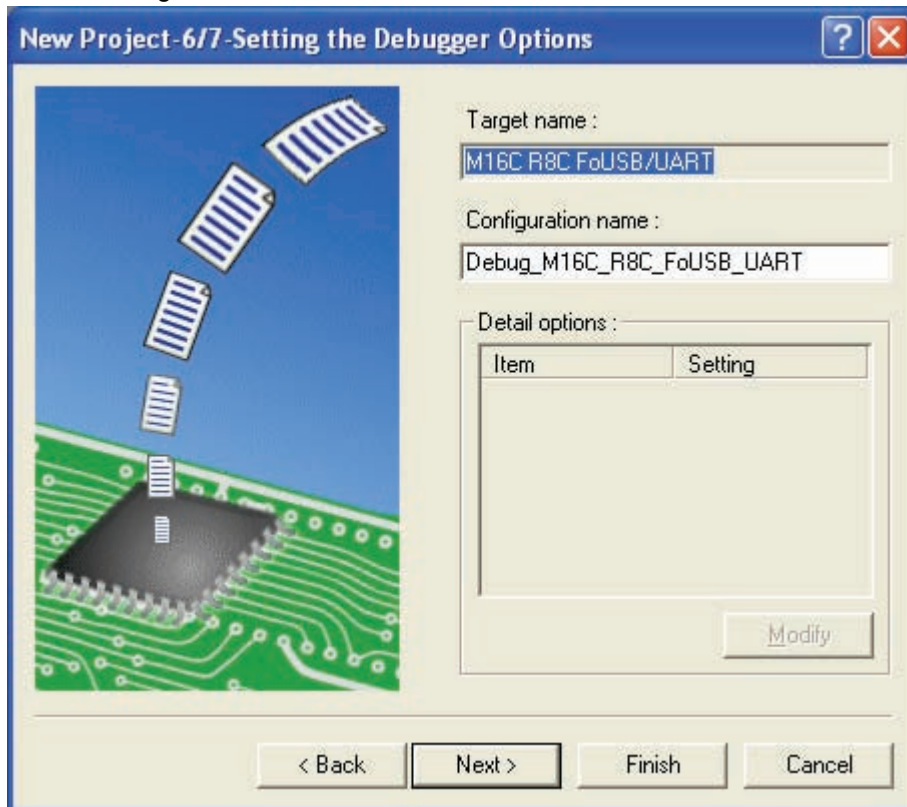 New Project-6/7-Setting the Debugger Options
Target name :
M16C R8C FoUSB/UART
Configuration name :
Debug_M16C_R8C_FoUSB_UART
Detail options :
Item Setting
Modify
< Back Next > Finish Cancel